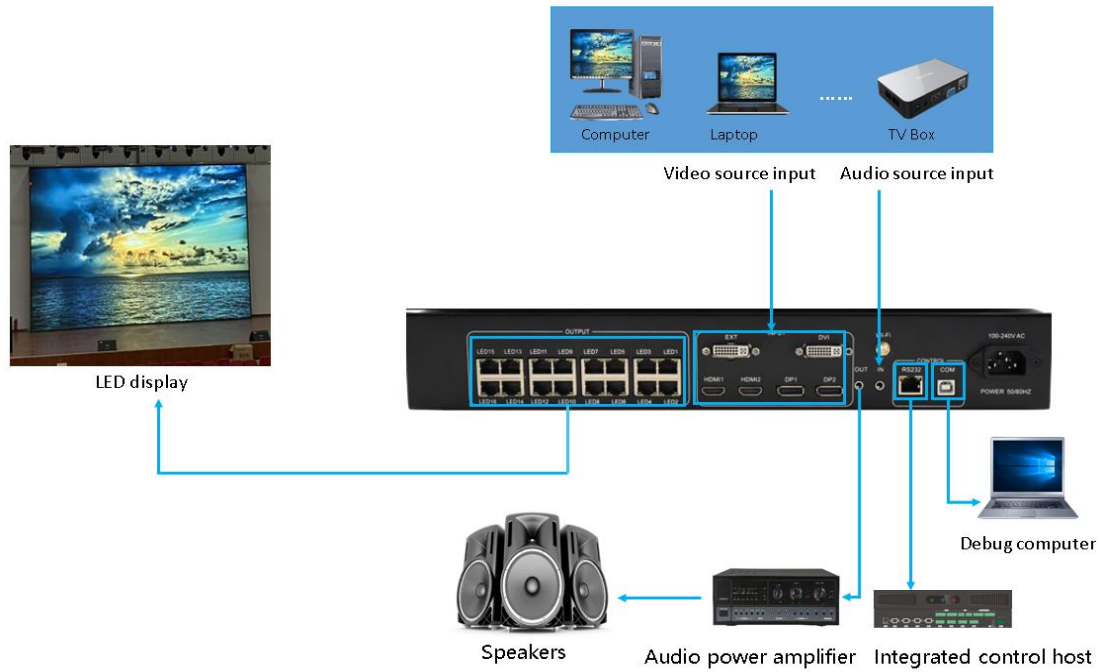 Computer
Laptop
......
TV Box
Video source input
Audio source input
LED display
OUTPUT
LED15 LED13 LED11 LED9 LED7 LED5 LED3 LED1
LED16 LED14 LED12 LED10 LED8 LED6 LED4 LED2
EXT
DVI
HDMI1 HDMI2 DP1 DP2
OUT IN
CONTROL
RS232 COM
100-240V AC
POWER 50/60HZ
Debug computer
Speakers
Audio power amplifier
Integrated control host